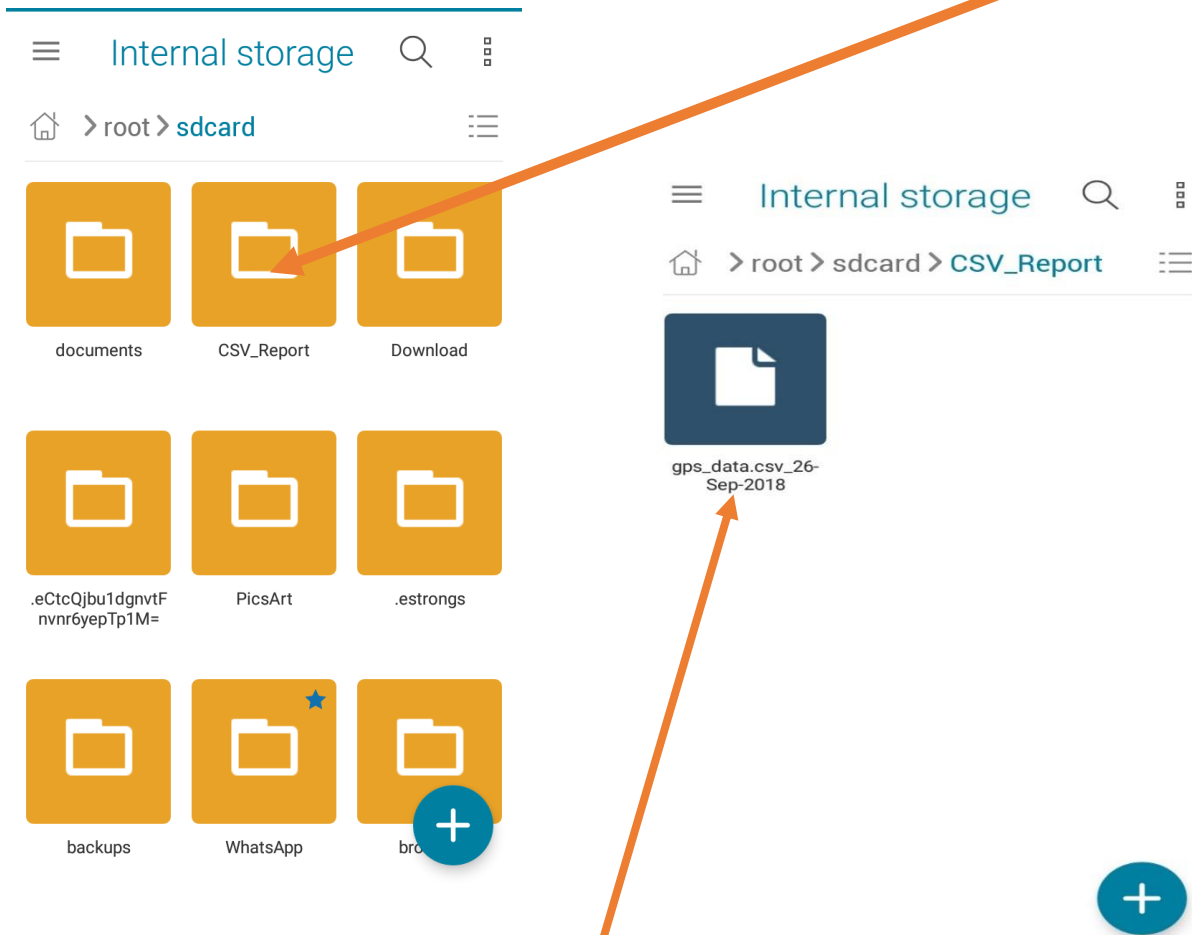 Internal storage
root
sdcard
documents
CSV_Report
Download
.eCtcQjbu1dgnvtF
nvnr6yepTp1M=
PicsArt
.estrongs
backups
WhatsApp
Internal storage
root
sdcard
CSV_Report
gps_data.csv_26-
Sep-2018